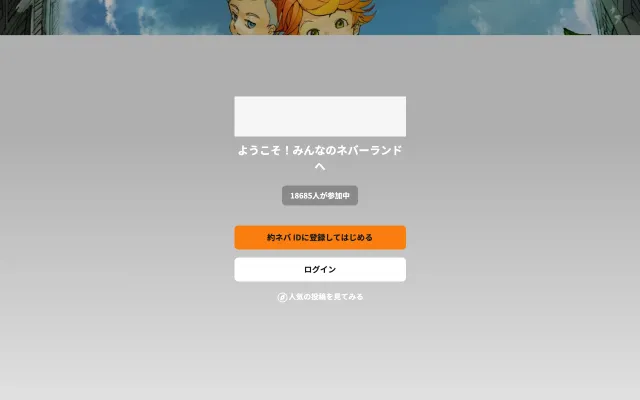 ようこそ！みんなのネバーランド
へ
18685人が参加中
約ネバ IDに登録してはじめる
ログイン
人気の投稿を見てみる